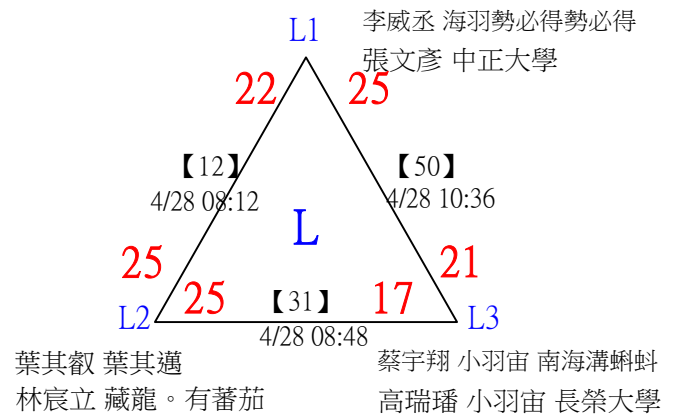 L1
李威丞 海羽勢必得勢必得
張文彥 中正大學
22
25
【12】
4/28 08:12
【50】
4/28 10:36
L
25
21
25
【31】
17
L2
L3
4/28 08:48
葉其叡 葉其邁
林宸立 藏龍。有蕃茄
蔡宇翔 小羽宙 南海溝蝌蚪
高瑞璠 小羽宙 長榮大學